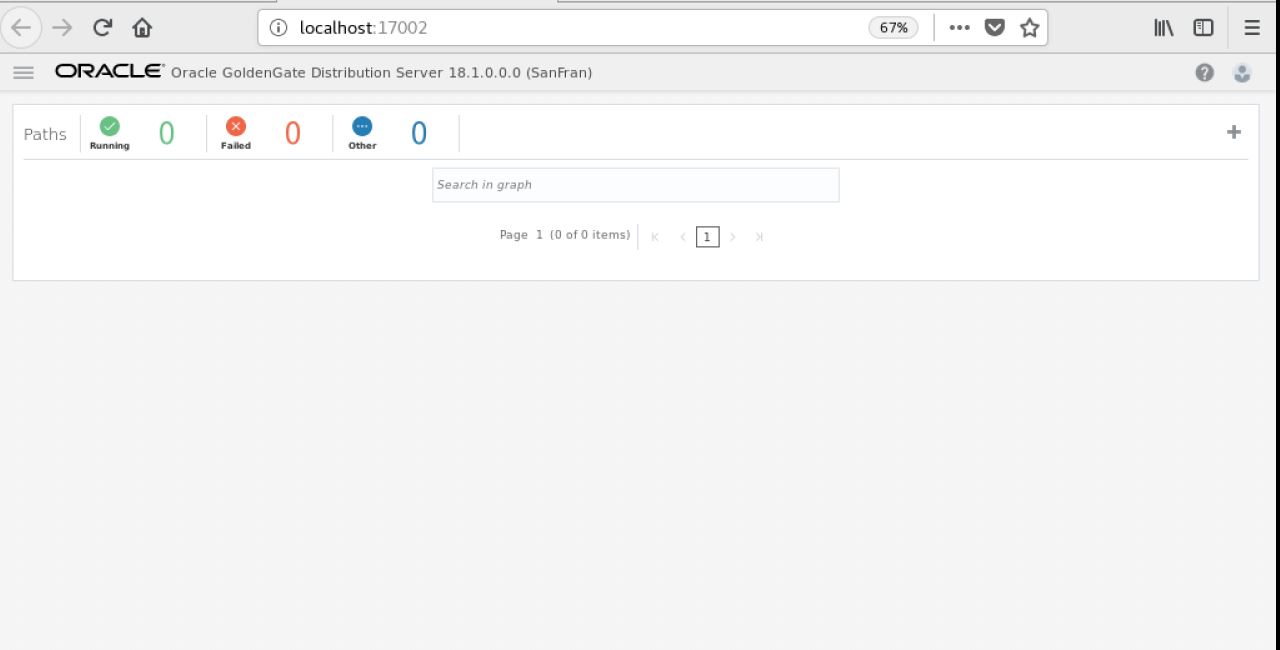 localhost:17002 67%
ORACLE Oracle GoldenGate Distribution Server 18.1.0.0.0 (SanFran)
Paths Running 0 Failed 0 Other 0
Search in graph
Page 1 (0 of 0 items) 1